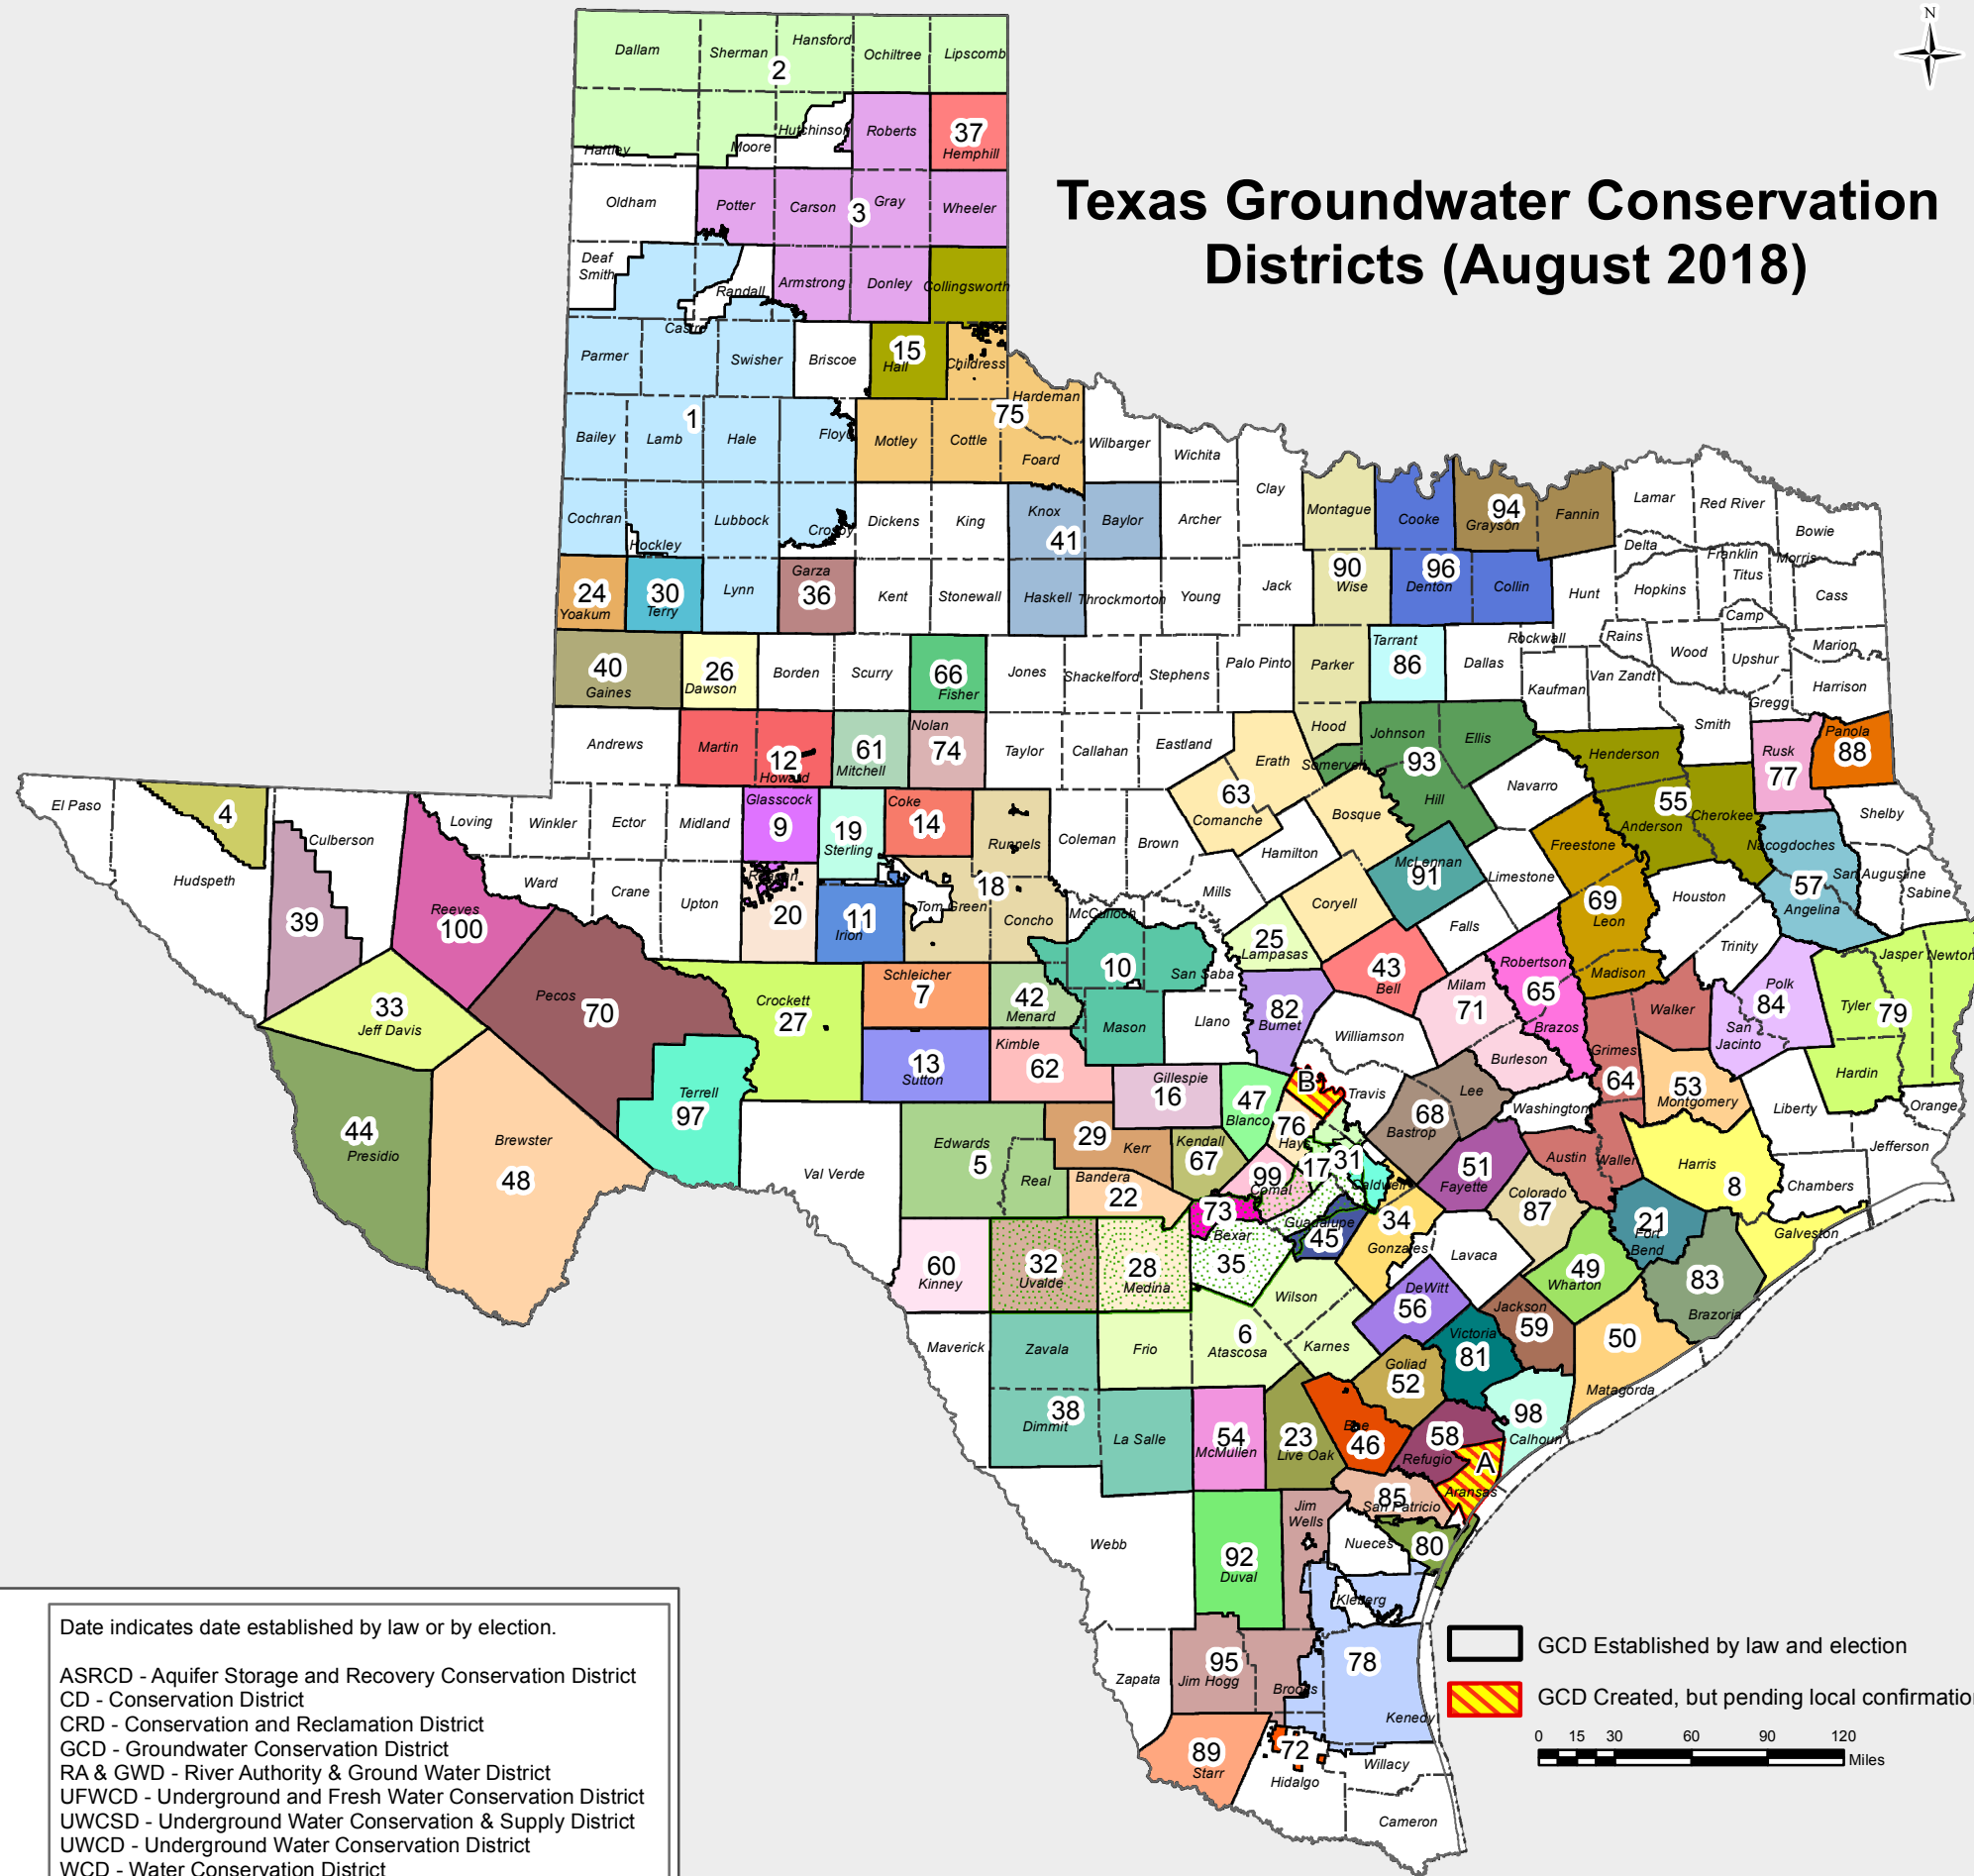 N
Texas Groundwater Conservation
Districts (August 2018)
Dallam
Sherman
Hansford
Ochiltree
Lipscomb
2
Hartley
Moore
Hutchinson
Roberts
37
Hemphill
Oldham
Potter
Carson
3
Gray
Wheeler
Deaf
Smith
Randall
Armstrong
Donley
Collingsworth
Castro
Parmer
Swisher
Briscoe
15
Hall
Childress
1
Bailey
Lamb
Hale
Floyd
Motley
Cottle
75
Hardeman
Foard
Wilbarger
Wichita
Clay
Cochran
Hockley
Lubbock
Crosby
Dickens
King
Knox
41
Baylor
Archer
Montague
Cooke
94
Grayson
Fannin
Lamar
Red River
Bowie
Delta
Franklin
Morris
Titus
24
Yoakum
30
Terry
Lynn
Garza
36
Kent
Stonewall
Haskell
Throckmorton
Young
Jack
90
Wise
96
Denton
Collin
Hunt
Hopkins
Camp
Cass
40
Gaines
26
Dawson
Borden
Scurry
66
Fisher
Jones
Shackelford
Stephens
Palo Pinto
Parker
Tarrant
86
Dallas
Rockwall
Rains
Wood
Upshur
Marion
Kaufman
Van Zandt
Gregg
Harrison
Andrews
Martin
12
Howard
61
Mitchell
Nolan
74
Taylor
Callahan
Eastland
Erath
Hood
Somervell
Johnson
Ellis
93
Hill
Navarro
Henderson
Smith
Rusk
77
Panola
88
El Paso
4
Hudspeth
Culberson
39
Loving
Winkler
Ector
Midland
Glasscock
9
19
Sterling
Coke
14
Runnels
Coleman
Brown
63
Comanche
Bosque
Hamilton
McLennan
91
Limestone
Freestone
55
Anderson
Cherokee
Nacogdoches
Shelby
Reeves
100
Ward
Crane
Upton
Reagan
20
11
Irion
18
Tom Green
Concho
McCulloch
Mills
Coryell
Falls
69
Leon
Houston
57
Angelina
San Augustine
Sabine
33
Jeff Davis
Pecos
70
Crockett
27
Schleicher
7
42
Menard
10
San Saba
25
Lampasas
43
Bell
Milam
71
Robertson
65
Brazos
Madison
Walker
Trinity
Polk
84
San
Jacinto
Tyler
79
Jasper
Newton
Hardin
44
Presidio
Brewster
48
Terrell
97
13
Sutton
Kimble
62
Mason
Llano
82
Burnet
Williamson
Burleson
Grimes
64
53
Montgomery
Liberty
Orange
Jefferson
Val Verde
Edwards
5
Real
29
Kerr
Gillespie
16
47
Blanco
B
Travis
76
Hays
68
Bastrop
Lee
Washington
Austin
Waller
Harris
8
Chambers
Bandera
22
Kendall
67
99
Comal
17
31
Caldwell
51
Fayette
Colorado
87
21
Fort
Bend
Galveston
60
Kinney
32
Uvalde
28
Medina
73
Bexar
35
Guadalupe
45
34
Gonzales
Lavaca
49
Wharton
83
Brazoria
Maverick
Zavala
Frio
6
Atascosa
Wilson
Karnes
DeWitt
56
Victoria
81
Jackson
59
50
Matagorda
38
Dimmit
La Salle
54
McMullen
23
Live Oak
Bee
46
Goliad
52
58
Refugio
98
Calhoun
A
Aransas
85
San Patricio
Webb
92
Duval
Jim
Wells
Nueces
80
Kleberg
Zapata
95
Jim Hogg
Brooks
78
Kenedy
89
Starr
72
Hidalgo
Willacy
Cameron
Date indicates date established by law or by election.
ASRCD - Aquifer Storage and Recovery Conservation District
CD - Conservation District
CRD - Conservation and Reclamation District
GCD - Groundwater Conservation District
RA & GWD - River Authority & Ground Water District
UFWCD - Underground and Fresh Water Conservation District
UWCSD - Underground Water Conservation & Supply District
UWCD - Underground Water Conservation District
WCD - Water Conservation District
GCD Established by law and election
GCD Created, but pending local confirmatio
0 15 30 60 90 120
Miles